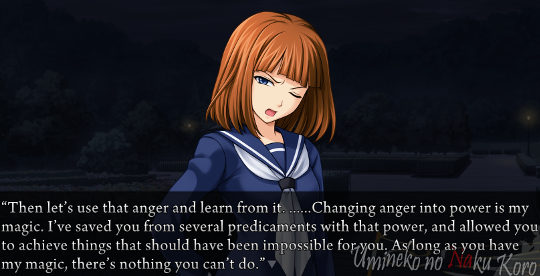 “Then let’s use that anger and learn from it. ......Changing anger into power is my
magic. I’ve saved you from several predicaments with that power, and allowed you
to achieve things that should have been impossible for you. As long as you have
my magic, there’s nothing you can’t do.”
Umineko no Naku Koro